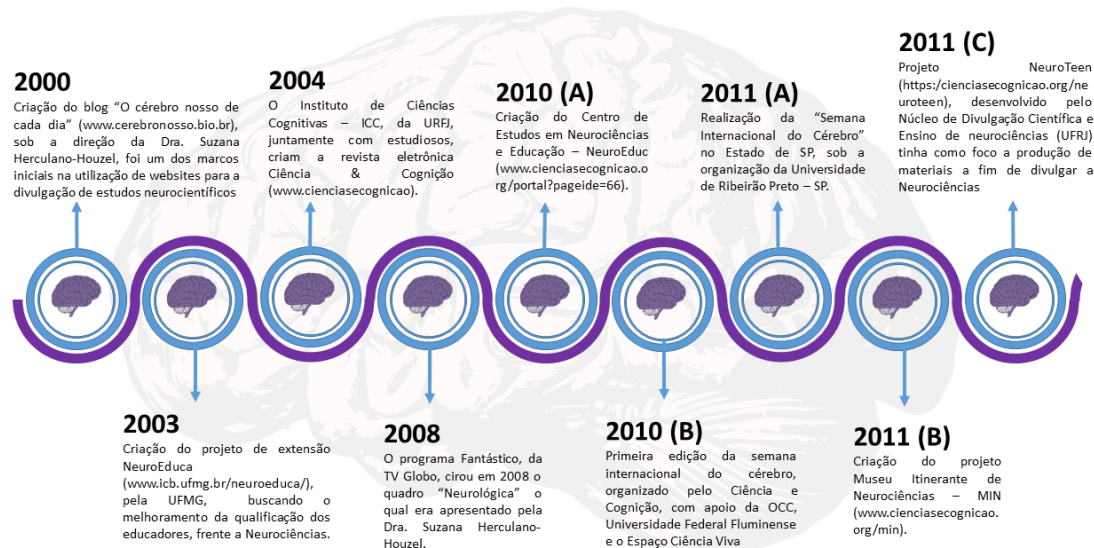 2000
Criação do blog “O cérebro nosso de
cada dia” (www.cerebronosso.bio.br),
sob a direção da Dra. Suzana
Herculano-Houzel, foi um dos marcos
iniciais na utilização de websites para a
divulgação de estudos neurocientíficos
2003
Criação do projeto de extensão
NeuroEduca
(www.icb.ufmg.br/neuroeduca/),
pela UFMG, buscando o
melhoramento da qualificação dos
educadores, frente a Neurociências.
2004
O Instituto de Ciências
Cognitivas – ICC, da URFJ,
juntamente com estudiosos,
criam a revista eletrônica
Ciência & Cognição
(www.cienciasecognicao).
2008
O programa Fantástico, da
TV Globo, cirou em 2008 o
quadro “Neurológica” o
qual era apresentado pela
Dra. Suzana Herculano-
Houzel.
2010 (A)
Criação do Centro de
Estudos em Neurociências
e Educação – NeuroEduc
(www.cienciasecognicao.o
rg/portal?pageide=66).
2010 (B)
Primeira edição da semana
internacional do cérebro,
organizado pelo Ciência e
Cognição, com apoio da OCC,
Universidade Federal Fluminense
e o Espaço Ciência Viva
2011 (A)
Realização da “Semana
Internacional do Cérebro”
no Estado de SP, sob a
organização da Universidade
de Ribeirão Preto – SP.
2011 (B)
Criação do projeto
Museu Itinerante de
Neurociências – MIN
(www.cienciasecognicao.
org/min).
2011 (C)
Projeto NeuroTeen
(https:/cienciasecognicao.org/ne
uroteen), desenvolvido pelo
Núcleo de Divulgação Científica e
Ensino de neurociências (UFRJ)
tinha como foco a produção de
materiais a fim de divulgar a
Neurociências